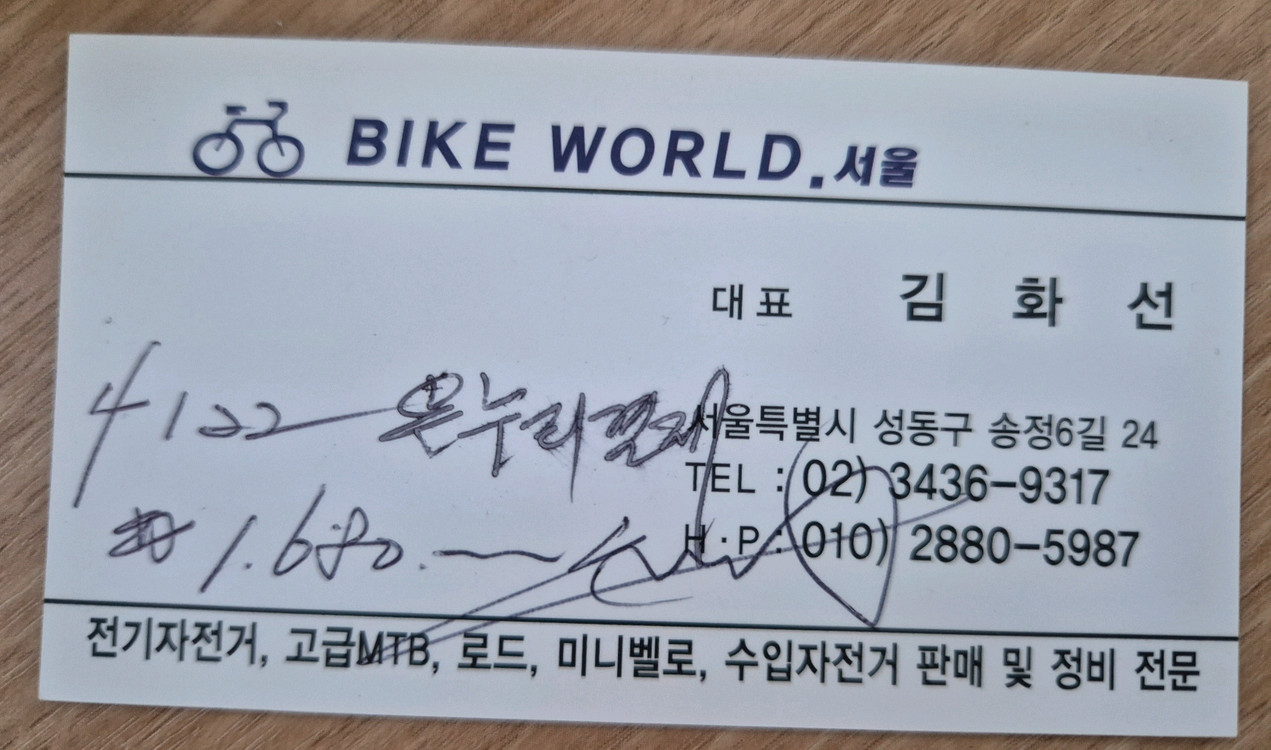 BIKE WORLD.서울
대표 김 화 선
4/22 온누리결제
서울특별시 성동구 송정6길 24
TEL : 02) 3436-9317
H·P : 010) 2880-5987
1.680.
전기자전거, 고급MTB, 로드, 미니벨로, 수입자전거 판매 및 정비 전문